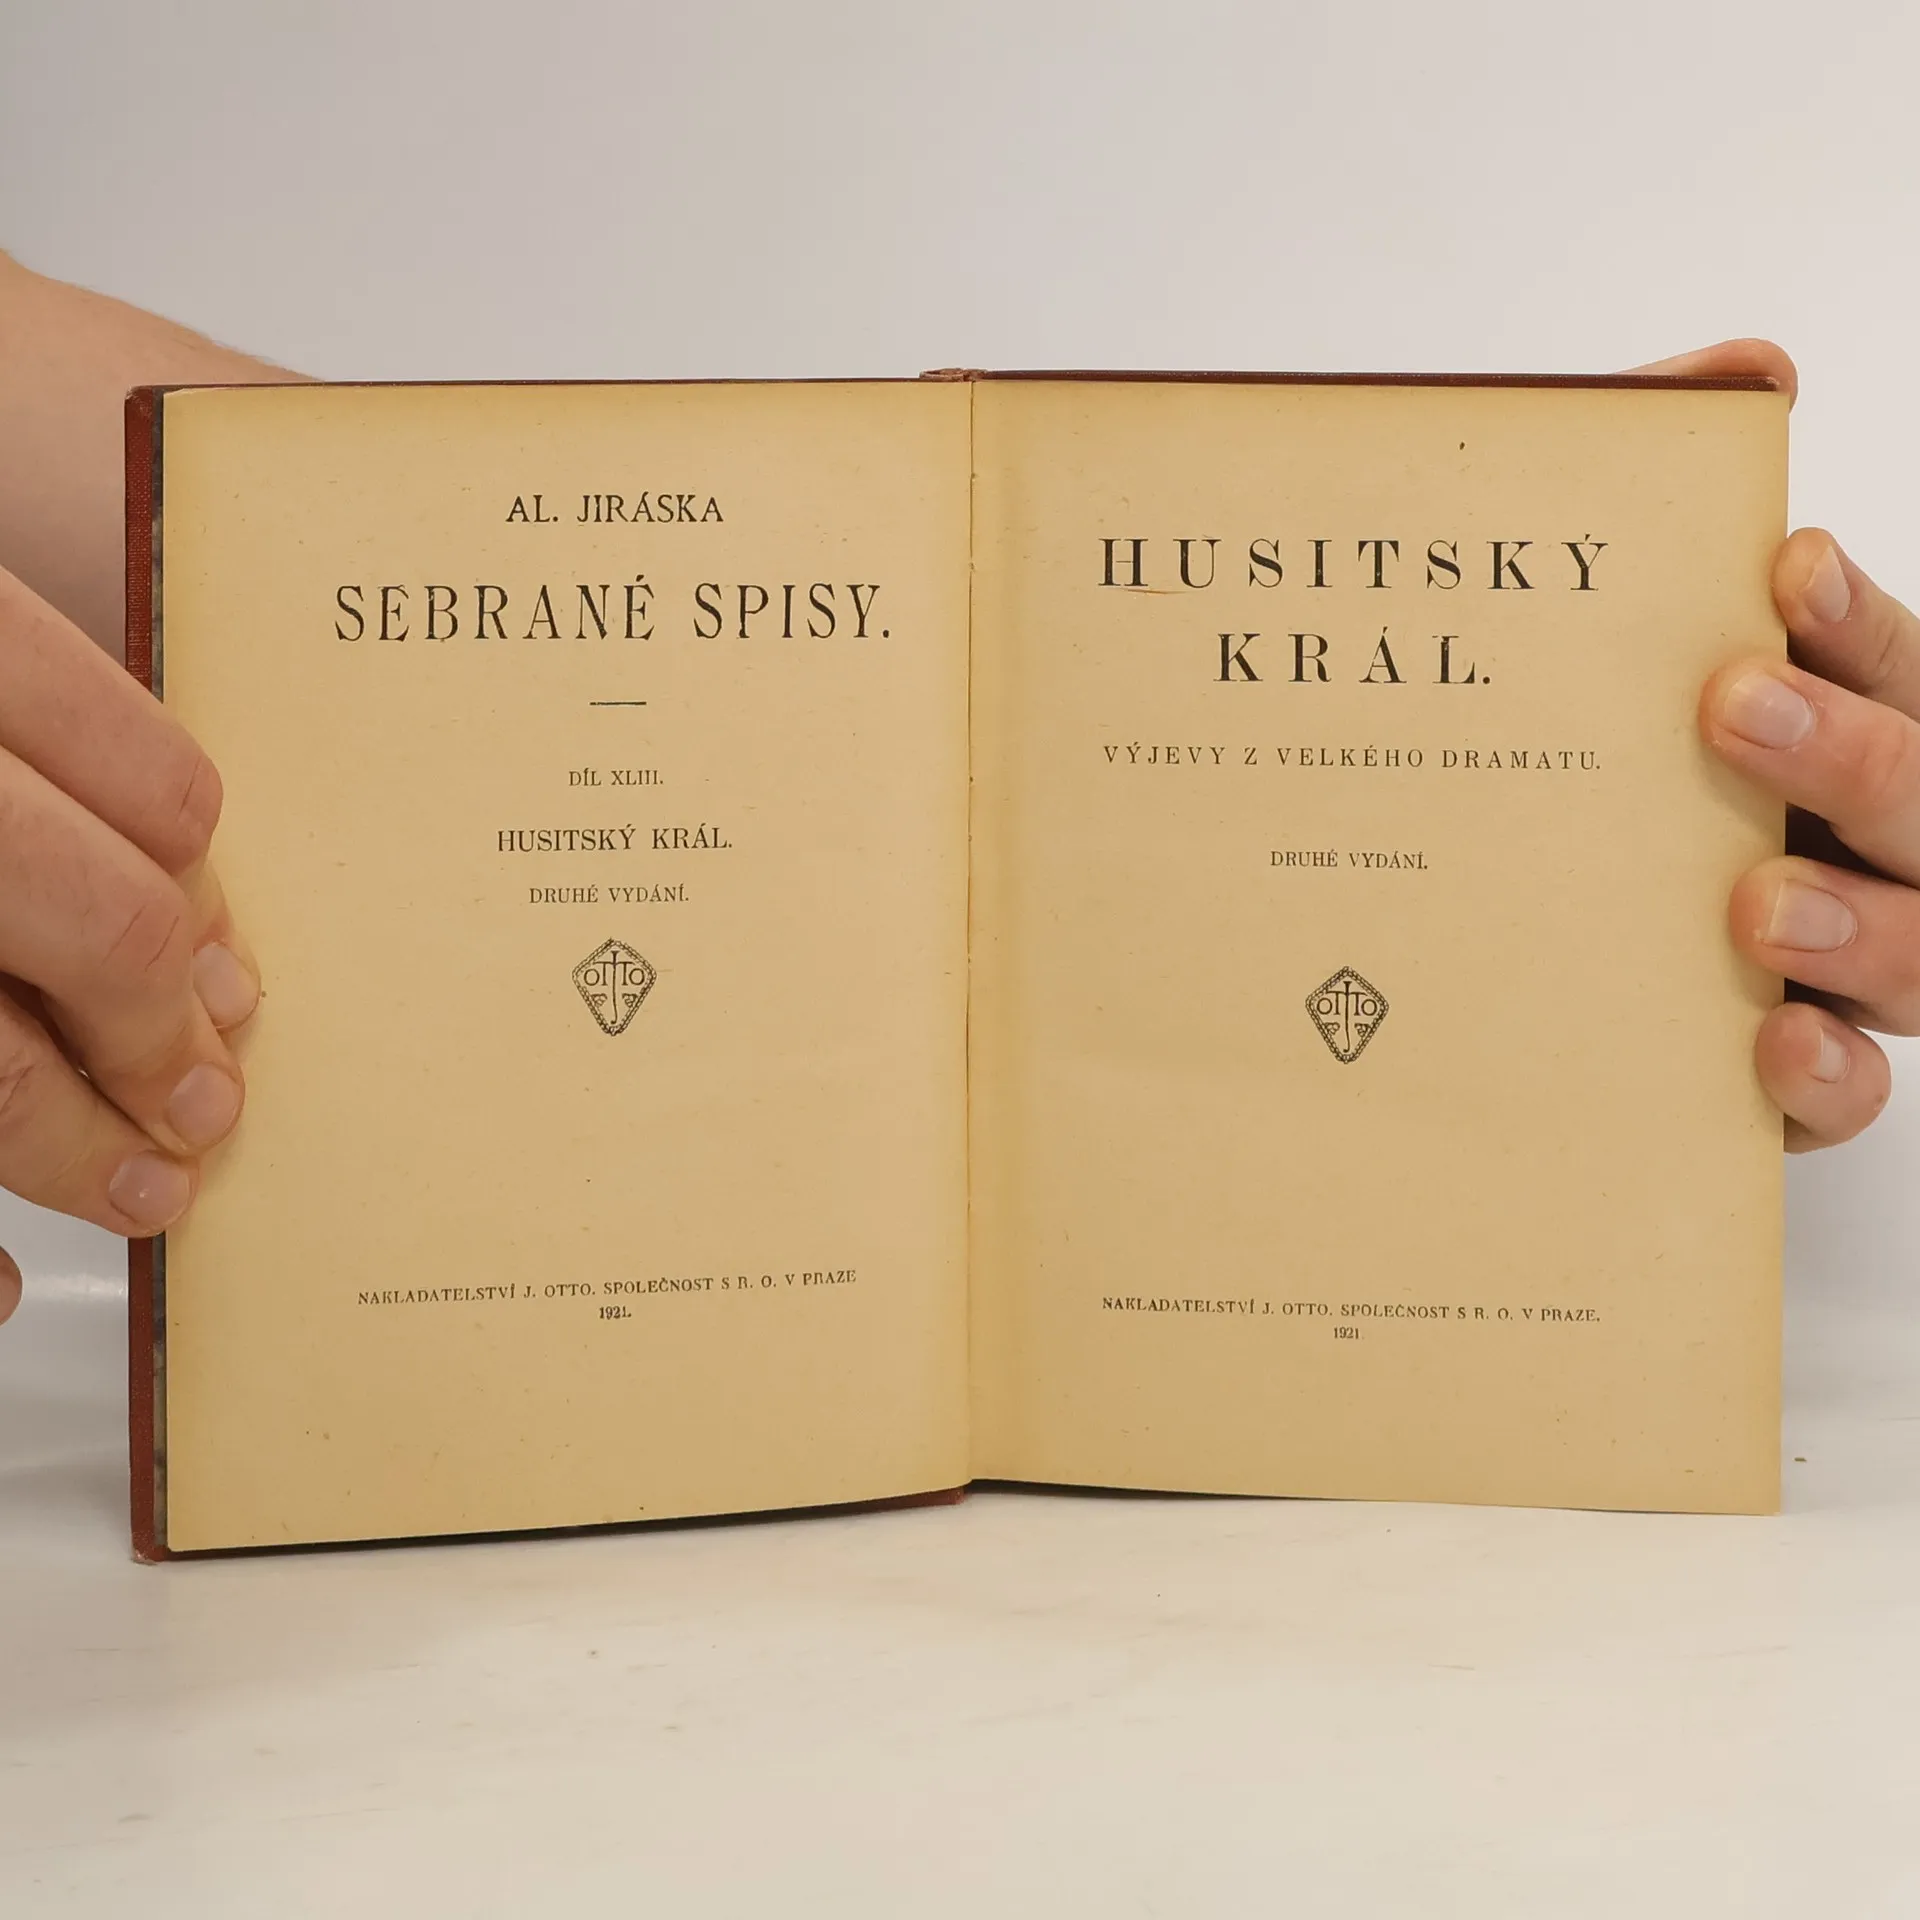 AL. JIRÁSKA
SEBRANÉ SPISY.
DÍL XLIII.
HUSITSKÝ KRÁL.
DRUHÉ VYDÁNÍ.
OTTO
NAKLADATELSTVÍ J. OTTO. SPOLEČNOST S R. O. V PRAZE
1921.
HUSITSKÝ
KRÁL.
VÝJEVY Z VELKÉHO DRAMATU.
DRUHÉ VYDÁNÍ.
OTTO
NAKLADATELSTVÍ J. OTTO. SPOLEČNOST S R. O. V PRAZE.
1921